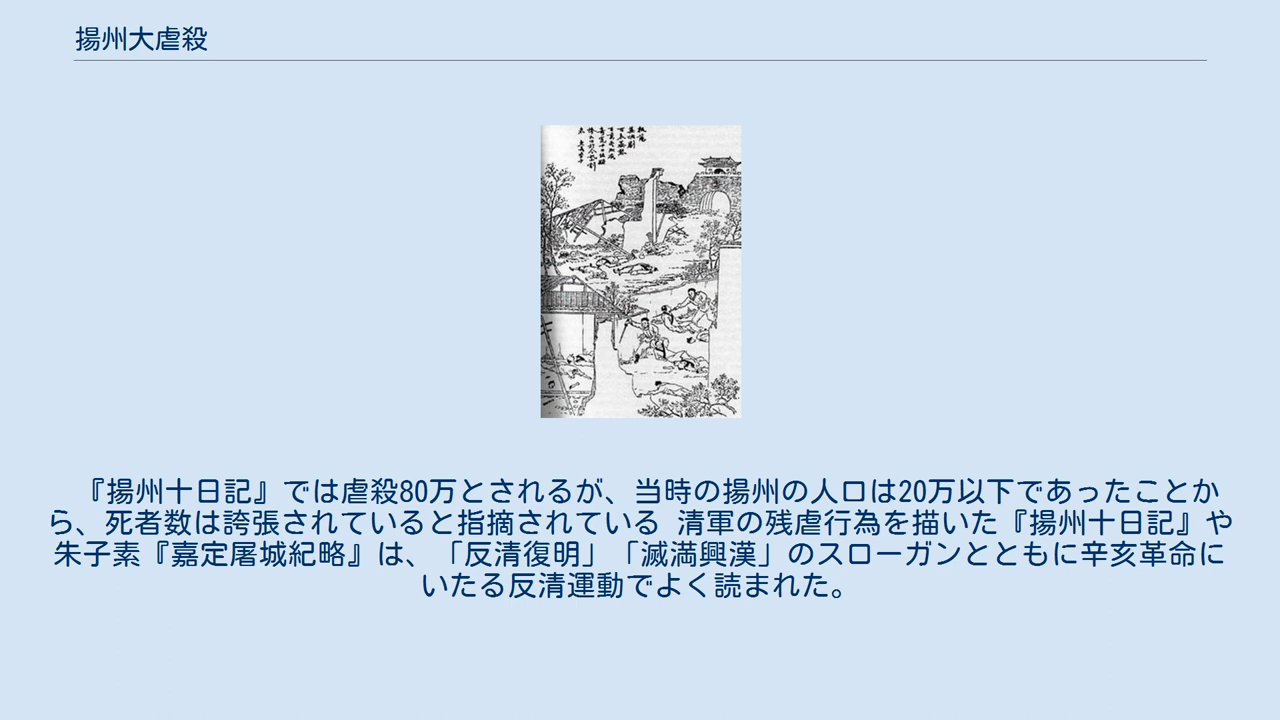 揚州大虐殺
『揚州十日記』では虐殺80万とされるが、当時の揚州の人口は20万以下であったことか
ら、死者数は誇張されていると指摘されている 清軍の残虐行為を描いた『揚州十日記』や
朱子素『嘉定屠城紀略』は、「反清復明」「滅満興漢」のスローガンとともに辛亥革命に
いたる反清運動でよく読まれた。